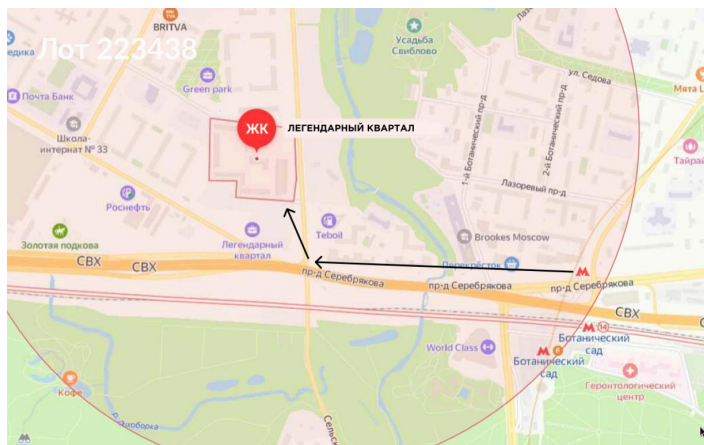 BRITVA
Лот 223438
Усадьба
Свиблово
ул. Седова
Почта Банк
Green park
1-й Ботанический пр-д
2-й Ботанический пр-д
ЖК
ЛЕГЕНДАРНЫЙ КВАРТАЛ
Школа-
интернат № 33
Лазоревый пр-д
Роснефть
Легендарный
квартал
Teboil
Brookes Moscow
Золотая подкова
Перекрёсток
СВХ
СВХ
пр-д Серебрякова
пр-д Серебрякова
пр-д Серебрякова
СВХ
World Class
Ботанический
сад
Ботанический
сад
Геронтологический
центр
Кофе